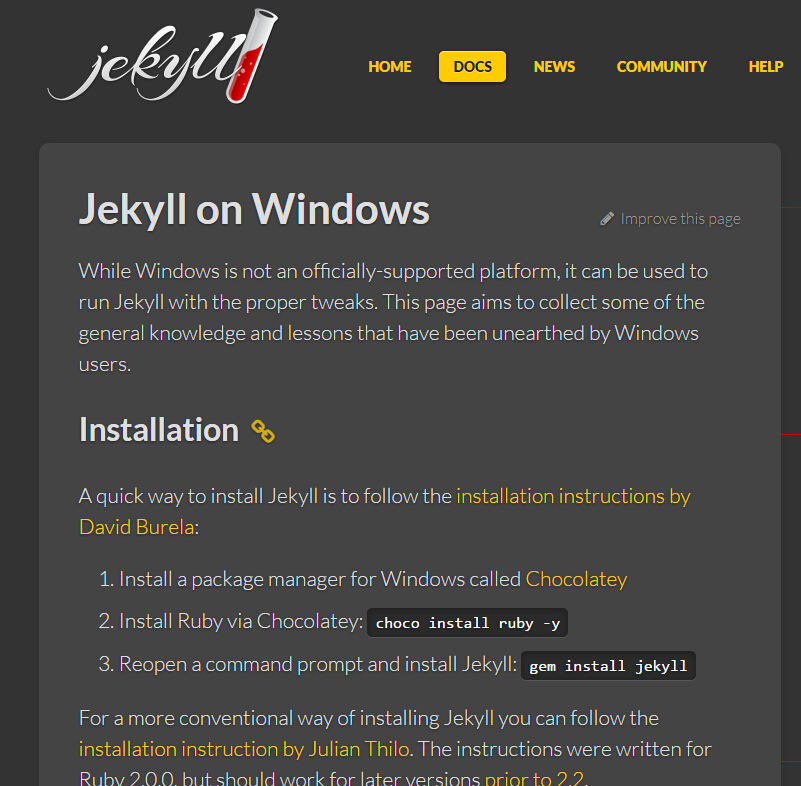 jekyll
HOME DOCS NEWS COMMUNITY HELP
Jekyll on Windows
Improve this page
While Windows is not an officially-supported platform, it can be used to
run Jekyll with the proper tweaks. This page aims to collect some of the
general knowledge and lessons that have been unearthed by Windows
users.
Installation
A quick way to install Jekyll is to follow the installation instructions by
David Burela:
1. Install a package manager for Windows called Chocolatey
2. Install Ruby via Chocolatey: choco install ruby -y
3. Reopen a command prompt and install Jekyll: gem install jekyll
For a more conventional way of installing Jekyll you can follow the
installation instruction by Julian Thilo. The instructions were written for
Ruby 2.0.0, but should work for later versions prior to 2.2.